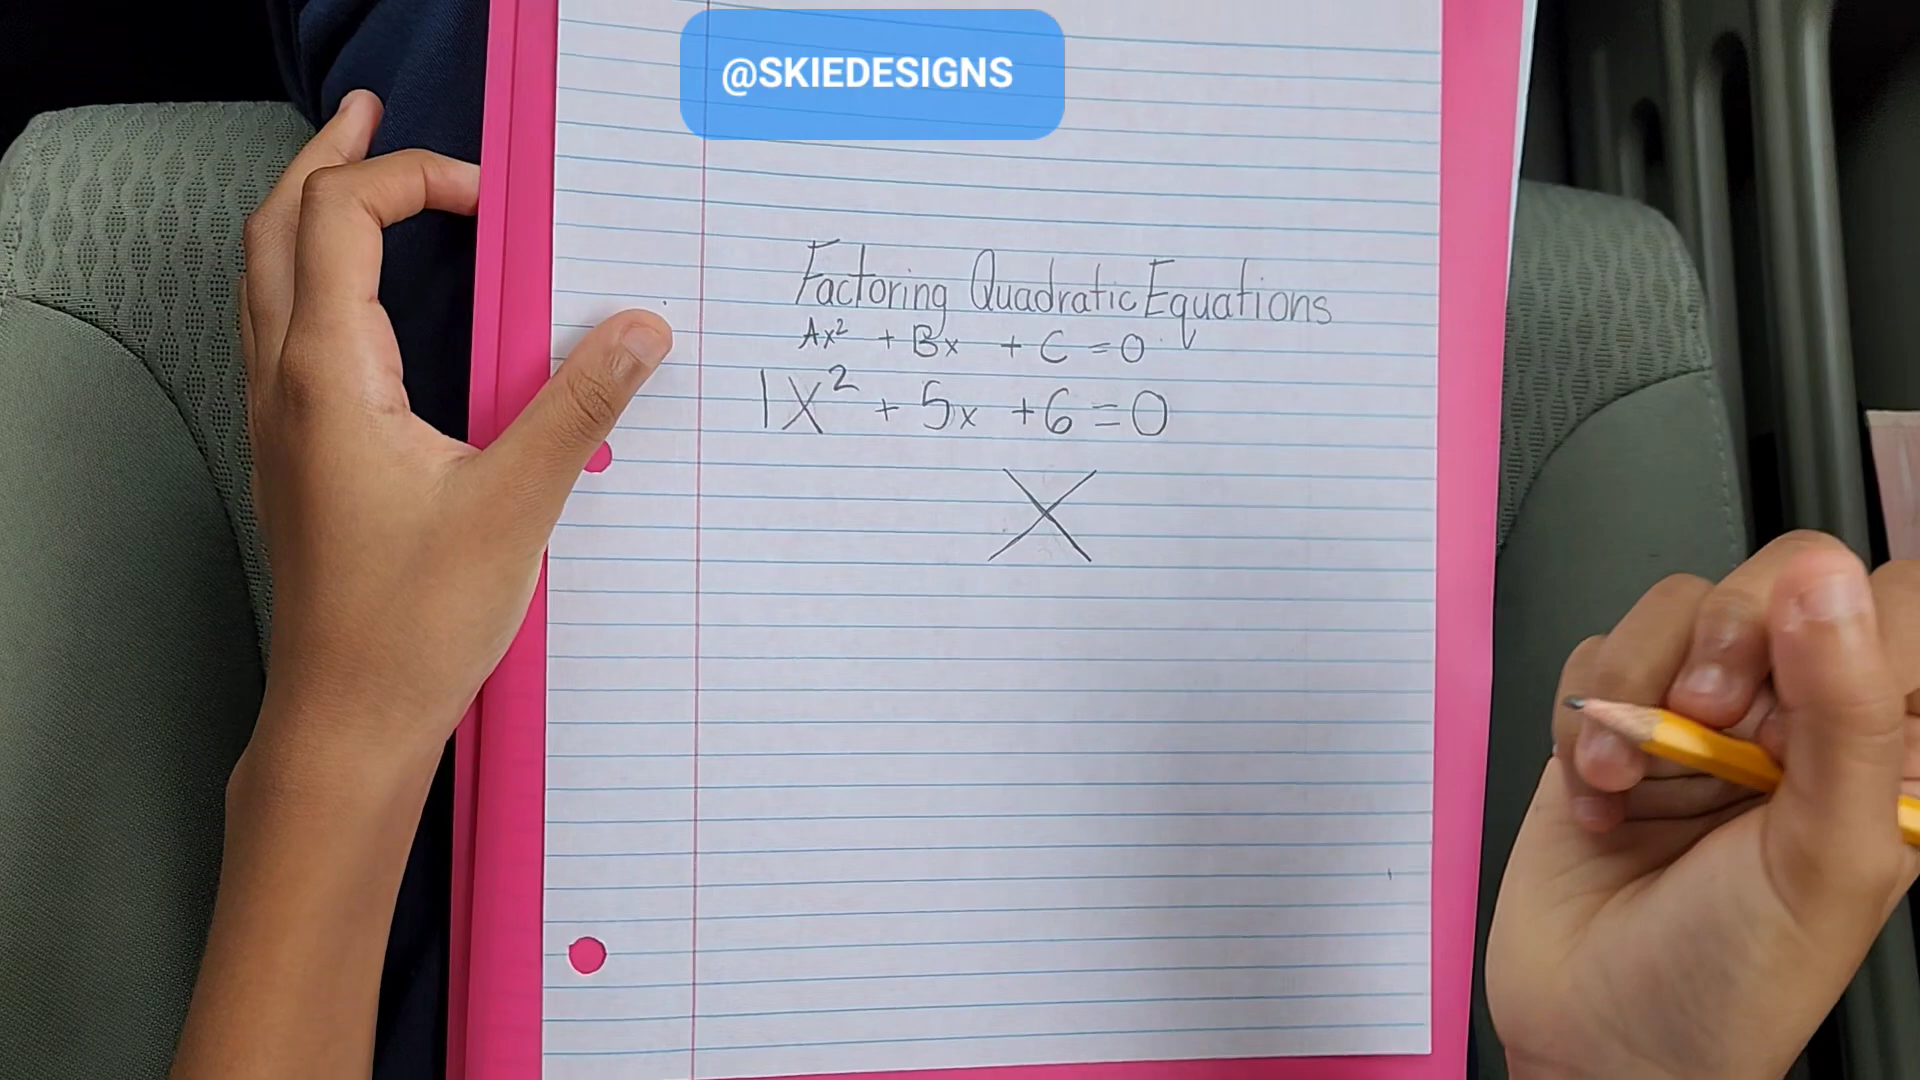 @SKIEDESIGNS
Factoring Quadratic Equations
Ax² + Bx + C = 0
1x² + 5x + 6 = 0